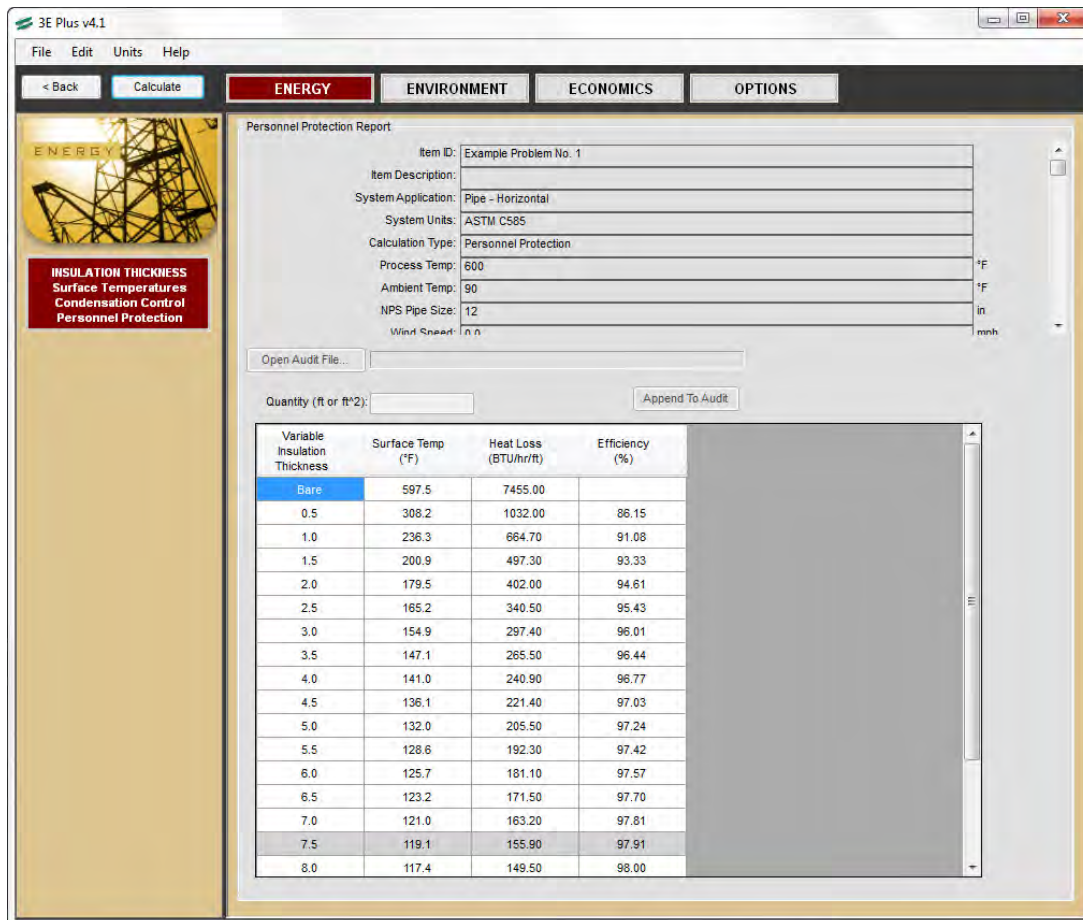 3E Plus v4.1
File Edit Units Help
< Back Calculate ENERGY ENVIRONMENT ECONOMICS OPTIONS
ENERGY
INSULATION THICKNESS
Surface Temperatures
Condensation Control
Personnel Protection
Personnel Protection Report
Item ID: Example Problem No. 1
Item Description:
System Application: Pipe - Horizontal
System Units: ASTM C585
Calculation Type: Personnel Protection
Process Temp: 600 °F
Ambient Temp: 90 °F
NPS Pipe Size: 12 in
Wind Speed: 0.0 mph
Open Audit File...
Quantity (ft or ft^2): Append To Audit
Variable Insulation Thickness Surface Temp (°F) Heat Loss (BTU/hr/ft) Efficiency (%)
Bare 597.5 7455.00
0.5 308.2 1032.00 86.15
1.0 236.3 664.70 91.08
1.5 200.9 497.30 93.33
2.0 179.5 402.00 94.61
2.5 165.2 340.50 95.43
3.0 154.9 297.40 96.01
3.5 147.1 265.50 96.44
4.0 141.0 240.90 96.77
4.5 136.1 221.40 97.03
5.0 132.0 205.50 97.24
5.5 128.6 192.30 97.42
6.0 125.7 181.10 97.57
6.5 123.2 171.50 97.70
7.0 121.0 163.20 97.81
7.5 119.1 155.90 97.91
8.0 117.4 149.50 98.00